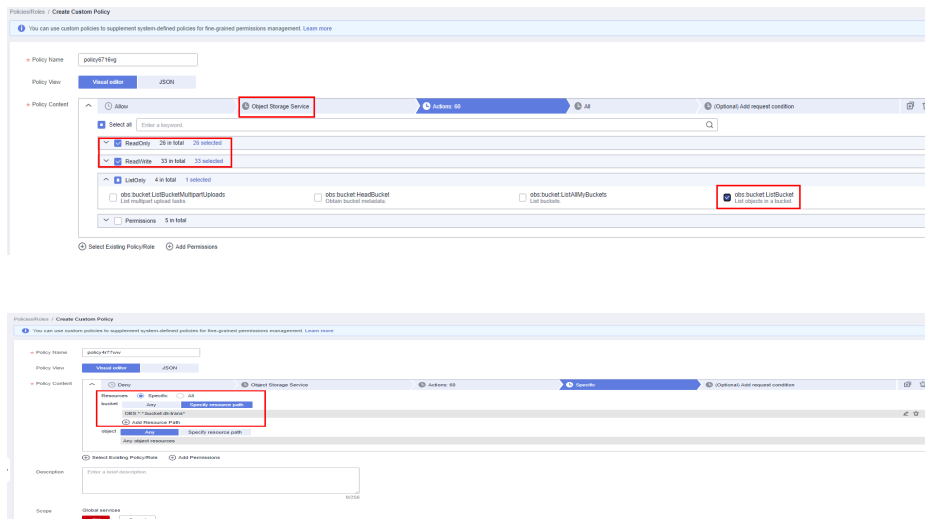 Policies/Roles / Create Custom Policy
You can use custom policies to supplement system-defined policies for fine-grained permissions management. Learn more
* Policy Name policy6716vg
Policy View Visual editor JSON
* Policy Content Allow Object Storage Service Actions: 60 All (Optional) Add request condition
Select all Enter a keyword.
ReadOnly 26 in total 26 selected
ReadWrite 33 in total 33 selected
ListOnly 4 in total 1 selected
obs:bucket:ListBucketMultipartUploads obs:bucket:HeadBucket obs:bucket:ListAllMyBuckets obs:bucket:ListBucket
List multipart upload tasks. Obtain bucket metadata. List buckets. List objects in a bucket.
Permissions 5 in total
Select Existing Policy/Role Add Permissions
Policies/Roles / Create Custom Policy
You can use custom policies to supplement system-defined policies for fine-grained permissions management. Learn more
* Policy Name
Policy View Visual editor JSON
* Policy Content Deny Object Storage Service Actions: 60 Specific (Optional) Add request condition
Resources Specific All
bucket Any Specify resource path
Add Resource Path
object Any Specify resource path
Any object resources
Select Existing Policy/Role Add Permissions
Description Enter a brief description.
0/256
Scope Global services